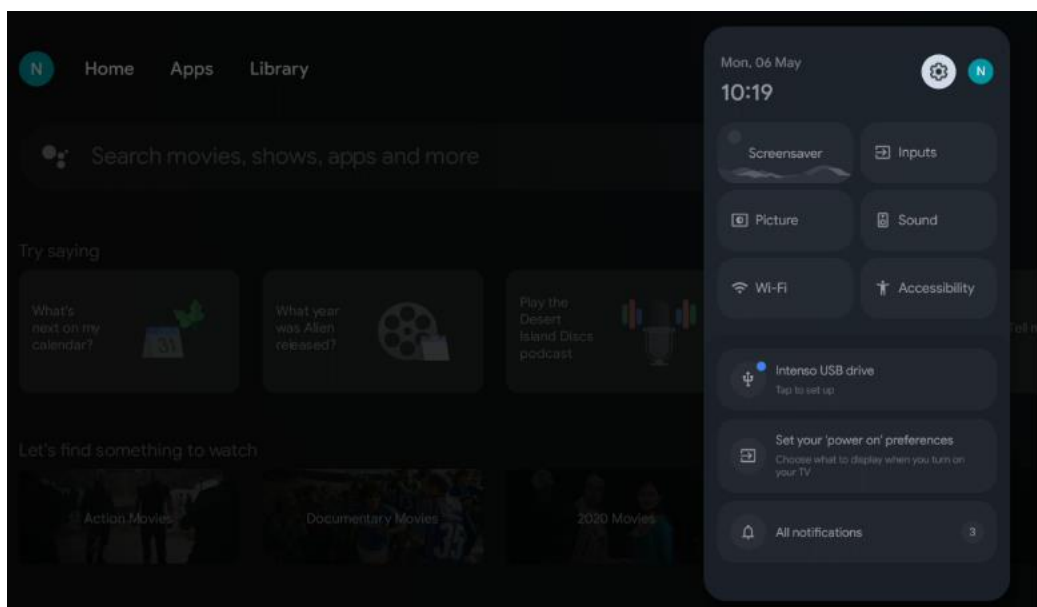 N
Home
Apps
Library
Search movies, shows, apps and more
Try saying
What's
next on my
calendar?
31
What year
was Alien
released?
Play the
Desert
Island Discs
podcast
Let's find something to watch
Action Movies
Documentary Movies
2020 Movies
Mon, 06 May
10:19
N
Screensaver
Inputs
Picture
Sound
Wi-Fi
Accessibility
Intenso USB drive
Tap to set up
Set your 'power on' preferences
Choose what to display when you turn on
your TV
All notifications
3